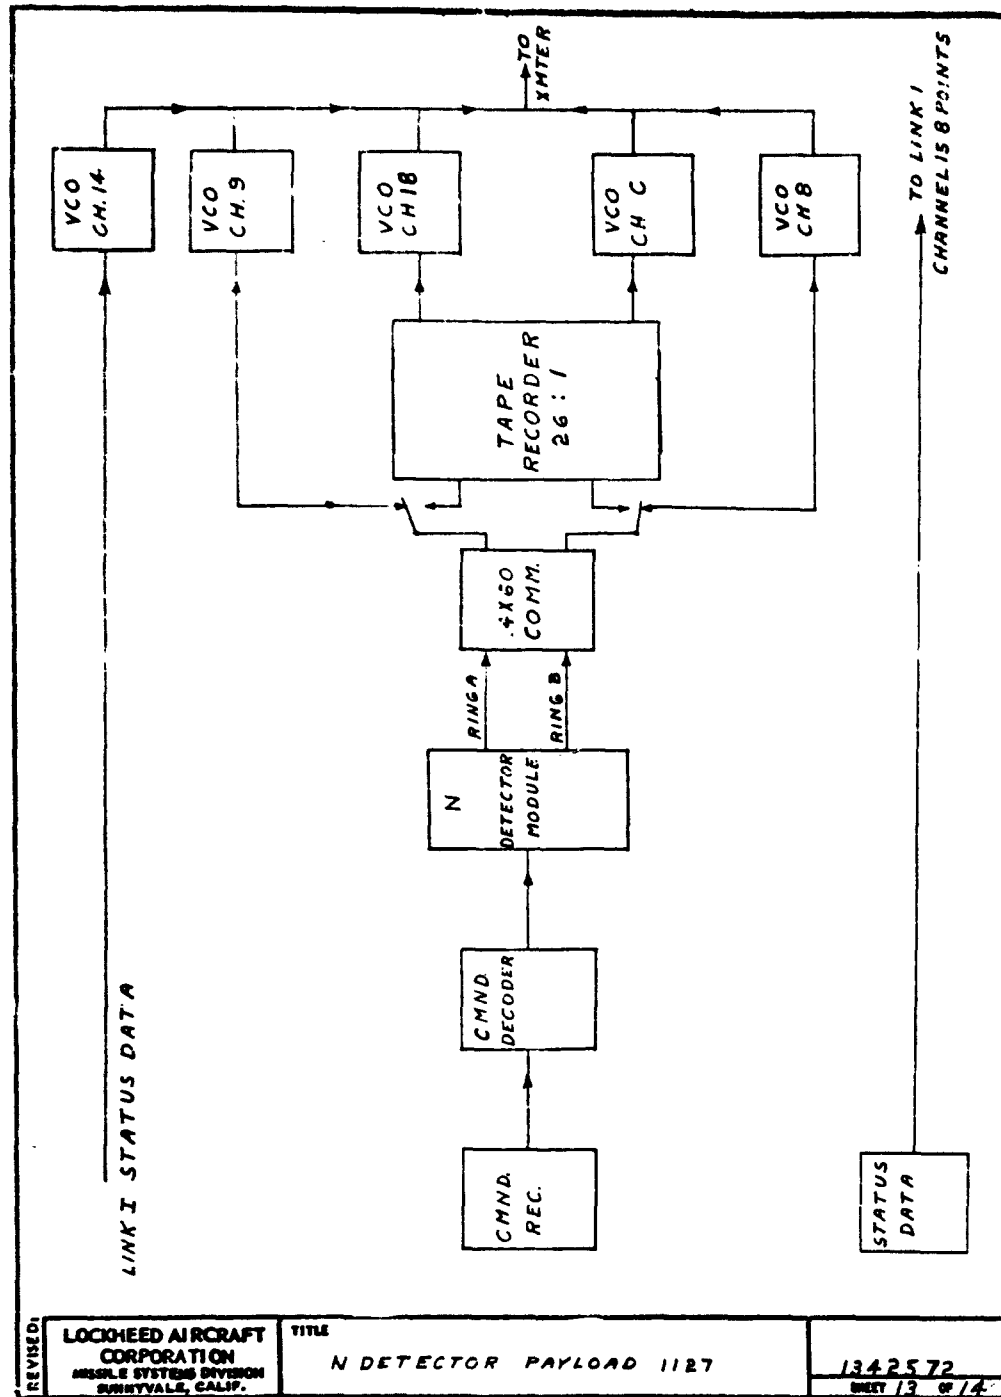 TO
XMTER
VCO
CH.14
VCO
CH.9
VCO
CH 18
VCO
CH C
VCO
CH 8
TO LINK I
CHANNEL 15 8 POINTS
TAPE
RECORDER
26:1
.4X60
COMM.
RING A
RING B
N
DETECTOR
MODULE
CMND.
DECODER
CMND.
REC.
LINK I STATUS DATA
STATUS
DATA
REVISED:
LOCKHEED AIRCRAFT
CORPORATION
MISSILE SYSTEMS DIVISION
SUNNYVALE, CALIF.
TITLE
N DETECTOR PAYLOAD 1127
1342572
SHEET 13 OF 14